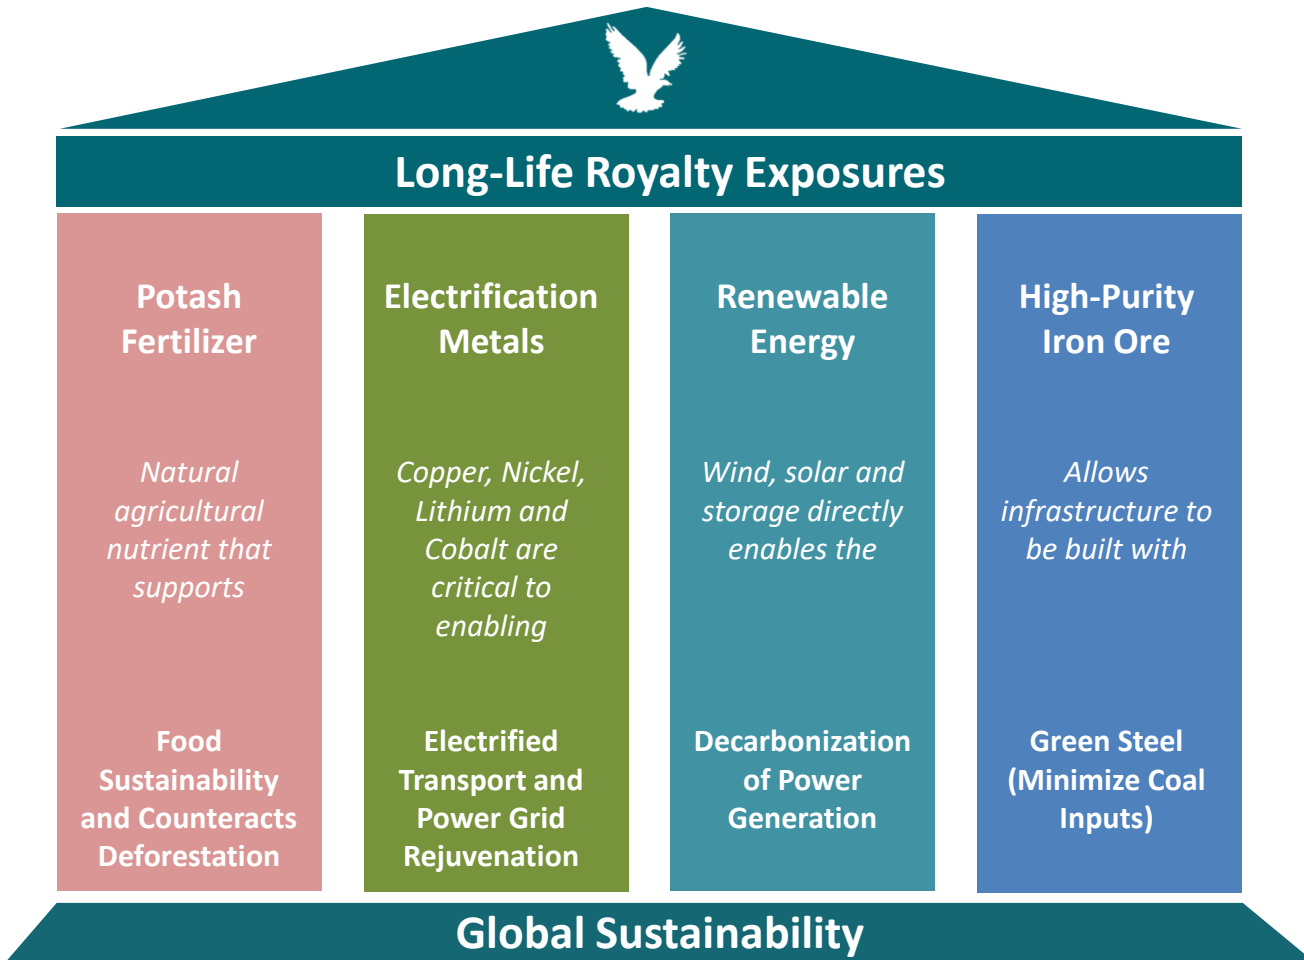 Long-Life Royalty Exposures
Potash
Fertilizer
Natural
agricultural
nutrient that
supports
Food
Sustainability
and Counteracts
Deforestation
Electrification
Metals
Copper, Nickel,
Lithium and
Cobalt are
critical to
enabling
Electrified
Transport and
Power Grid
Rejuvenation
Renewable
Energy
Wind, solar and
storage directly
enables the
Decarbonization
of Power
Generation
High-Purity
Iron Ore
Allows
infrastructure to
be built with
Green Steel
(Minimize Coal
Inputs)
Global Sustainability